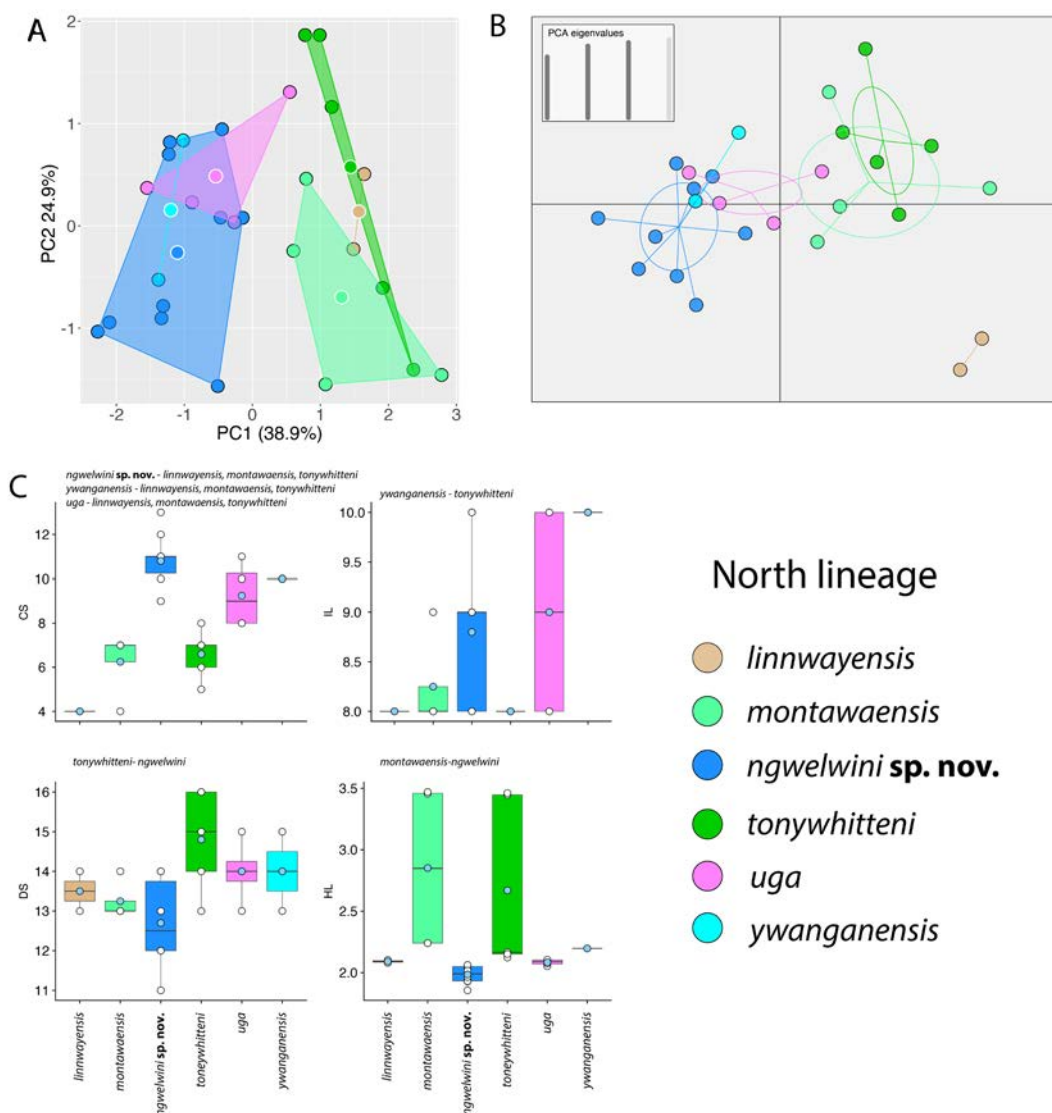 A
2
1
0
-1
PC2 24.9%
-2
-1
0
1
2
3
PC1 (38.9%)
B
PCA eigenvalues
C
ngwelwini sp. nov. - linnwayensis, montawaensis, tonywhitteni
ywanganensis - linnwayensis, montawaensis, tonywhitteni
uga - linnwayensis, montawaensis, tonywhitteni
12
10
8
6
4
CS
ywanganensis - tonywhitteni
10.0
9.5
9.0
8.5
8.0
IL
tonywhitteni- ngwelwini
16
15
14
13
12
11
DS
linnwayensis
montawaensis
ngwelwini sp. nov.
toneywhitteni
uga
ywanganensis
montawaensis-ngwelwini
3.5
3.0
2.5
2.0
HL
linnwayensis
montawaensis
ngwelwini sp. nov.
toneywhitteni
uga
ywanganensis
North lineage
linnwayensis
montawaensis
ngwelwini sp. nov.
tonywhitteni
uga
ywanganensis